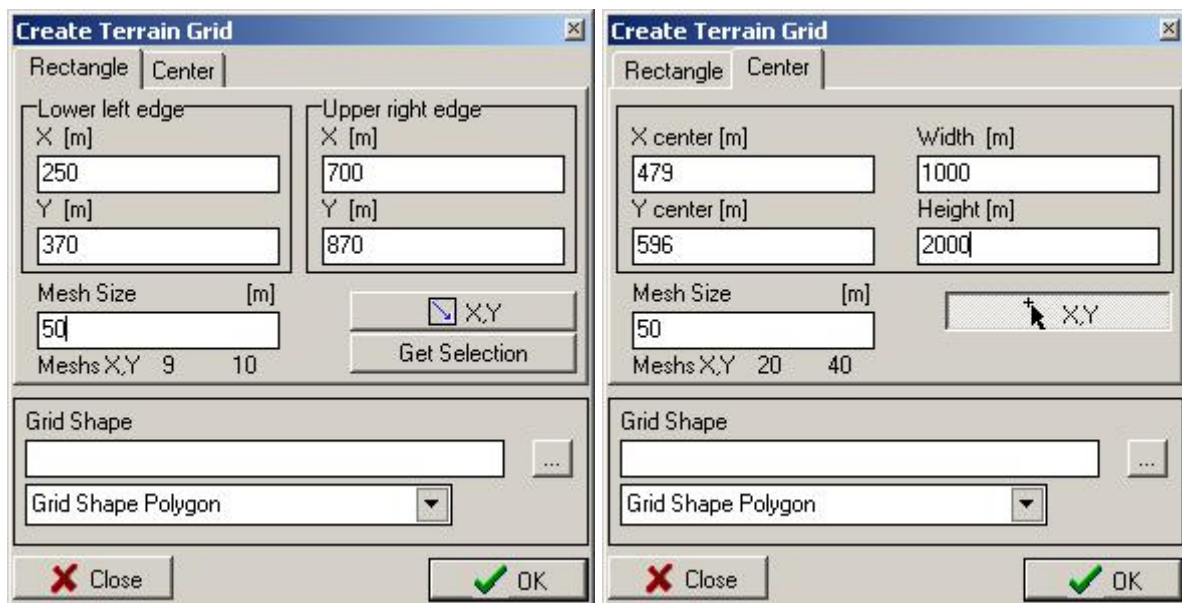 Create Terrain Grid
Rectangle Center
Lower left edge Upper right edge
X [m] X [m]
250 700
Y [m] Y [m]
370 870
Mesh Size [m]
50 X,Y
Meshs X,Y 9 10 Get Selection
Grid Shape
...
Grid Shape Polygon
Close OK
Create Terrain Grid
Rectangle Center
X center [m] Width [m]
479 1000
Y center [m] Height [m]
596 2000
Mesh Size [m]
50 X,Y
Meshs X,Y 20 40
Grid Shape
...
Grid Shape Polygon
Close OK